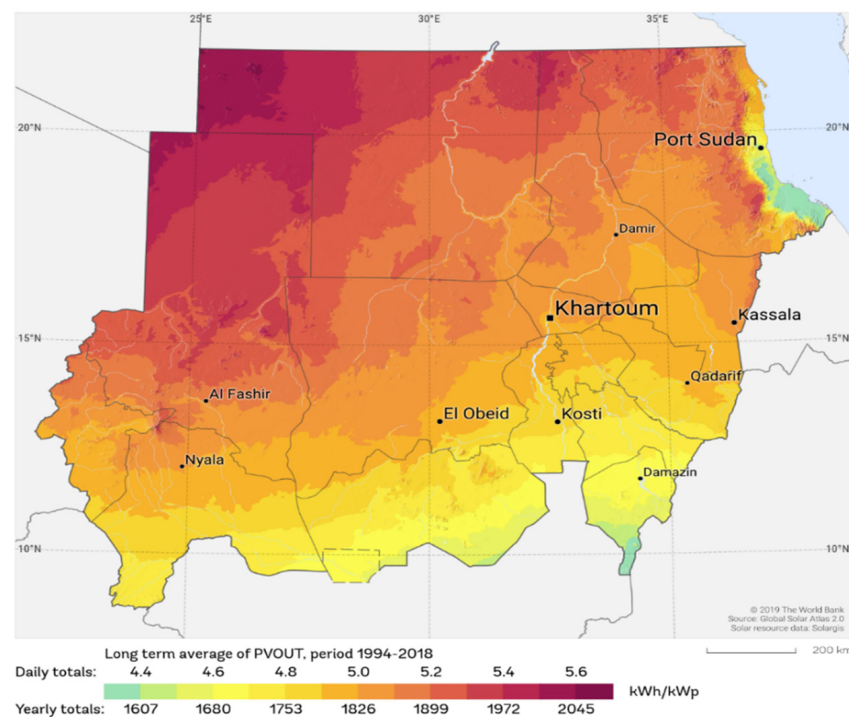 25°E 30°E 35°E
20°N 20°N
Port Sudan
Damir
Khartoum
Kassala
15°N 15°N
Qadarif
Al Fashir
El Obeid
Kosti
Nyala
Damazin
10°N 10°N
© 2019 The World Bank
Source: Global Solar Atlas 2.0
Solar resource data: Solargis
200 km
Long term average of PVOUT, period 1994-2018
Daily totals: 4.4 4.6 4.8 5.0 5.2 5.4 5.6
kWh/kWp
Yearly totals: 1607 1680 1753 1826 1899 1972 2045